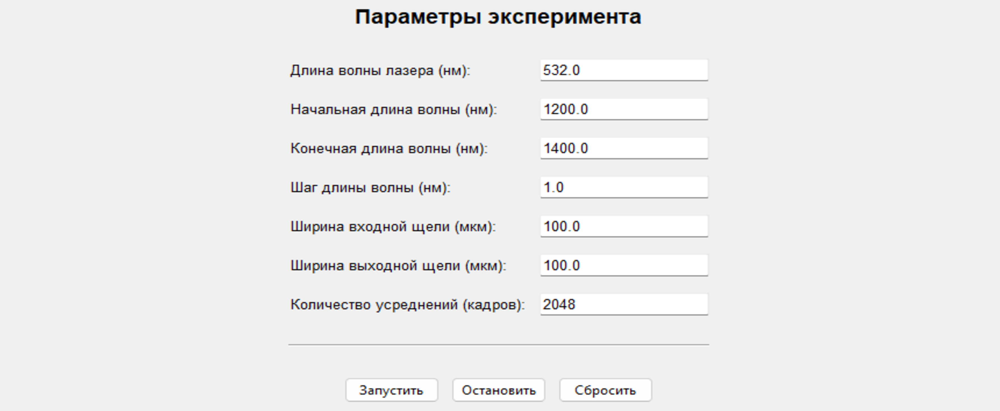 Параметры эксперимента
Длина волны лазера (нм): 532.0
Начальная длина волны (нм): 1200.0
Конечная длина волны (нм): 1400.0
Шаг длины волны (нм): 1.0
Ширина входной щели (мкм): 100.0
Ширина выходной щели (мкм): 100.0
Количество усреднений (кадров): 2048
Запустить Остановить Сбросить